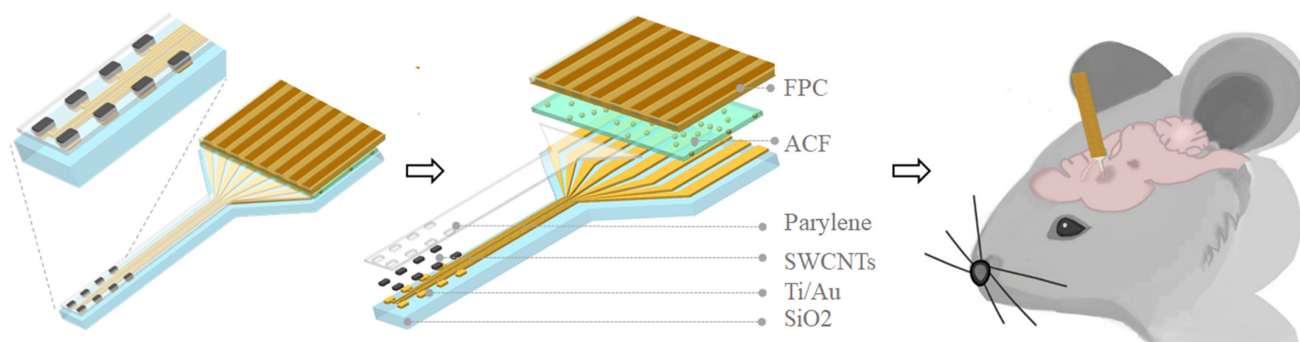 FPC
ACF
Parylene
SWCNTs
Ti/Au
SiO2